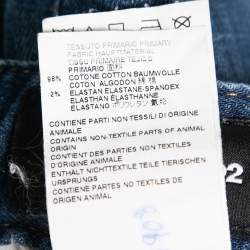 TESSUTO PRIMARIO PRIMARY
FABRIC HAUPTMATERIAL
TISSU PRIMAIRE TEJIDO
PRIMARIO
98% COTONE COTTON BAUMWOLLE
COTON ALGODON
2% ELASTAN ELASTANE-SPANDEX
ELASTHAN ELASTHANNE
ELASTANO
CONTIENE PARTI NON TESSILI DI ORIGINE
ANIMALE
CONTAINS NON-TEXTILE PARTS OF ANIMAL
ORIGIN
CONTIENT DES PARTIES NON TEXTILES
D'ORIGINE ANIMALE
ENTHÄLT NICHTTEXTILE TEILE TIERISCHEN
URSPRUNGS
CONTIENE PARTES NO TEXTILES DE
ORIGEN ANIMAL
2